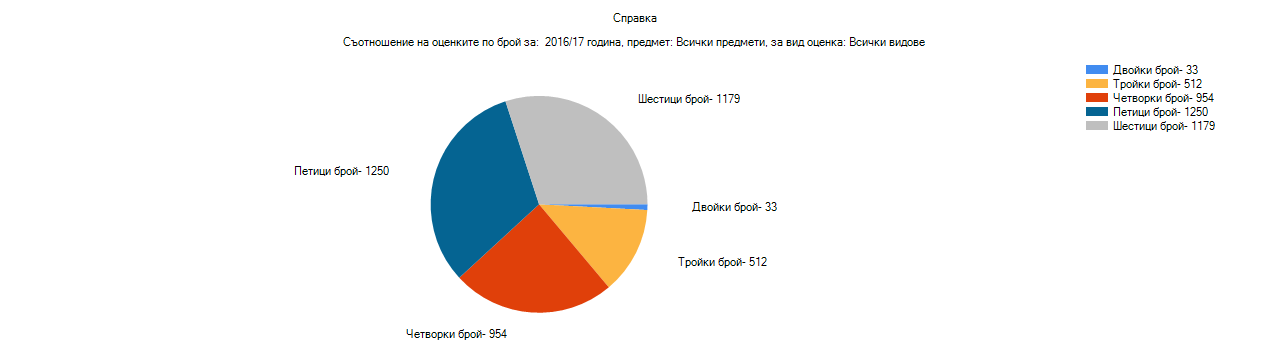 Справка
Съотношение на оценките по брой за:  2016/17 година, предмет: Всички предмети, за вид оценка: Всички видове
Двойки брой- 33
Тройки брой- 512
Четворки брой- 954
Петици брой- 1250
Шестици брой- 1179
Шестици брой- 1179
Петици брой- 1250
Двойки брой- 33
Тройки брой- 512
Четворки брой- 954